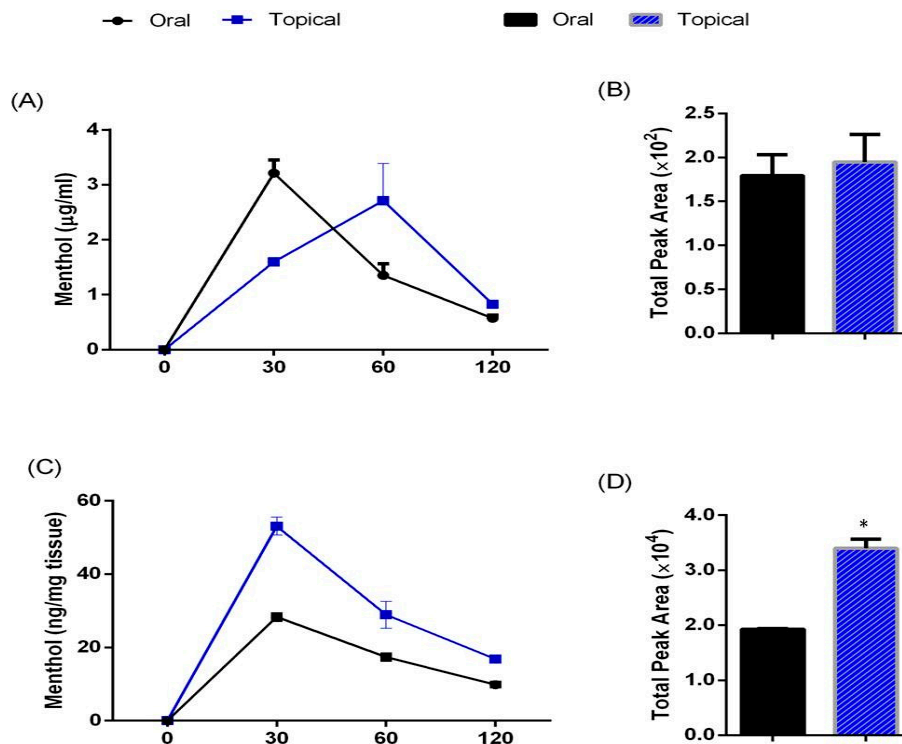 Oral Topical Oral Topical
(A)
Menthol (µg/ml)
4
3
2
1
0
0 30 60 120
(B)
Total Peak Area (×10²)
2.5
2.0
1.5
1.0
0.5
0.0
(C)
Menthol (ng/mg tissue)
60
40
20
0
0 30 60 120
(D)
Total Peak Area (×10⁴)
4.0
3.0
2.0
1.0
0.0
*